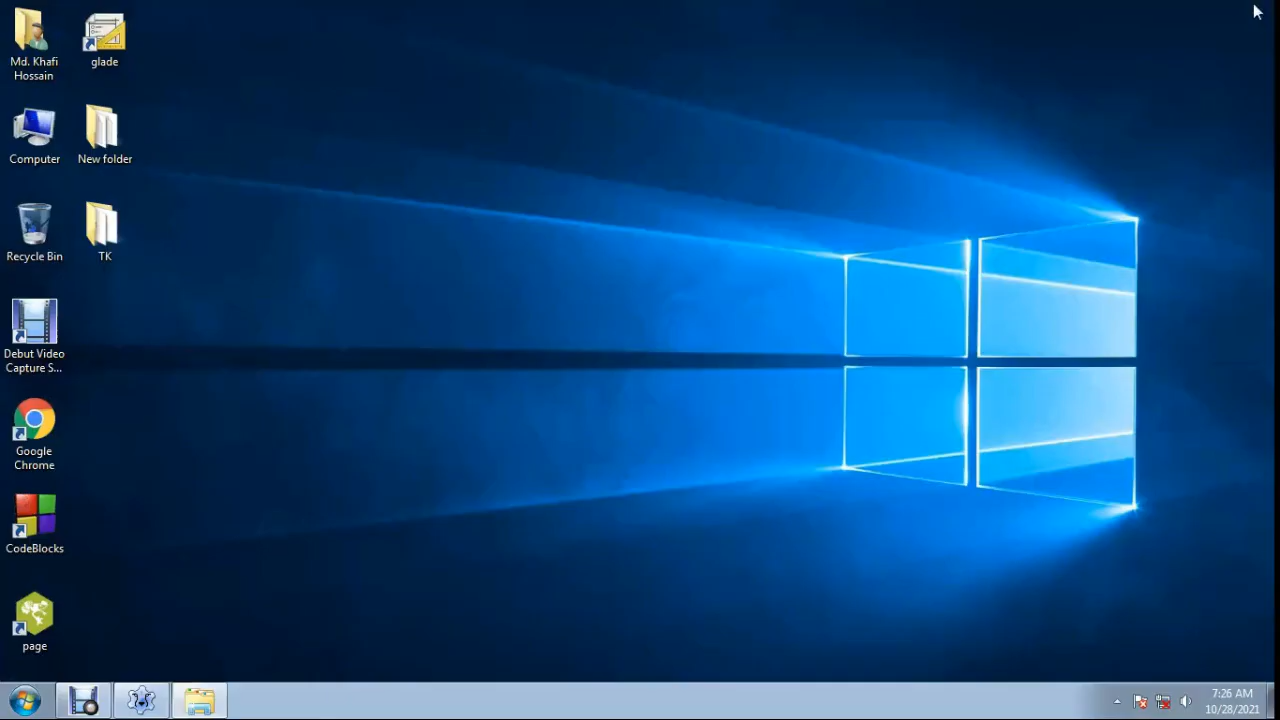 Md. Khafi
Hossain
glade
Computer
New folder
Recycle Bin
TK
Debut Video
Capture S...
Google
Chrome
CodeBlocks
page
7:26 AM
10/28/2021